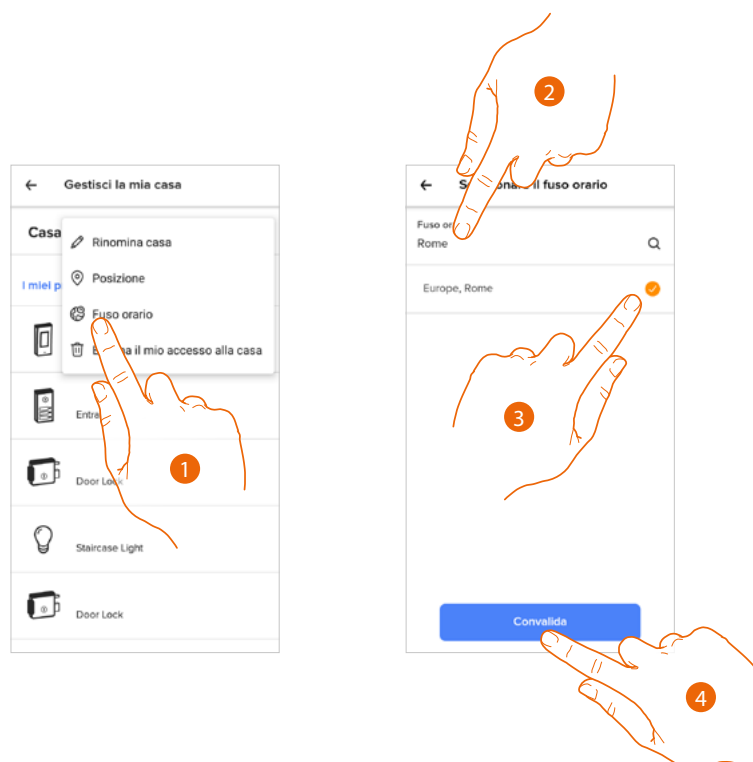 Gestisci la mia casa
Casa
Rinomina casa
Posizione
I miei p
Fuso orario
il mio accesso alla casa
Entra
Door Lock
Staircase Light
Door Lock
1
2
il fuso orario
Fuso or
Rome
Europe, Rome
3
Convalida
4